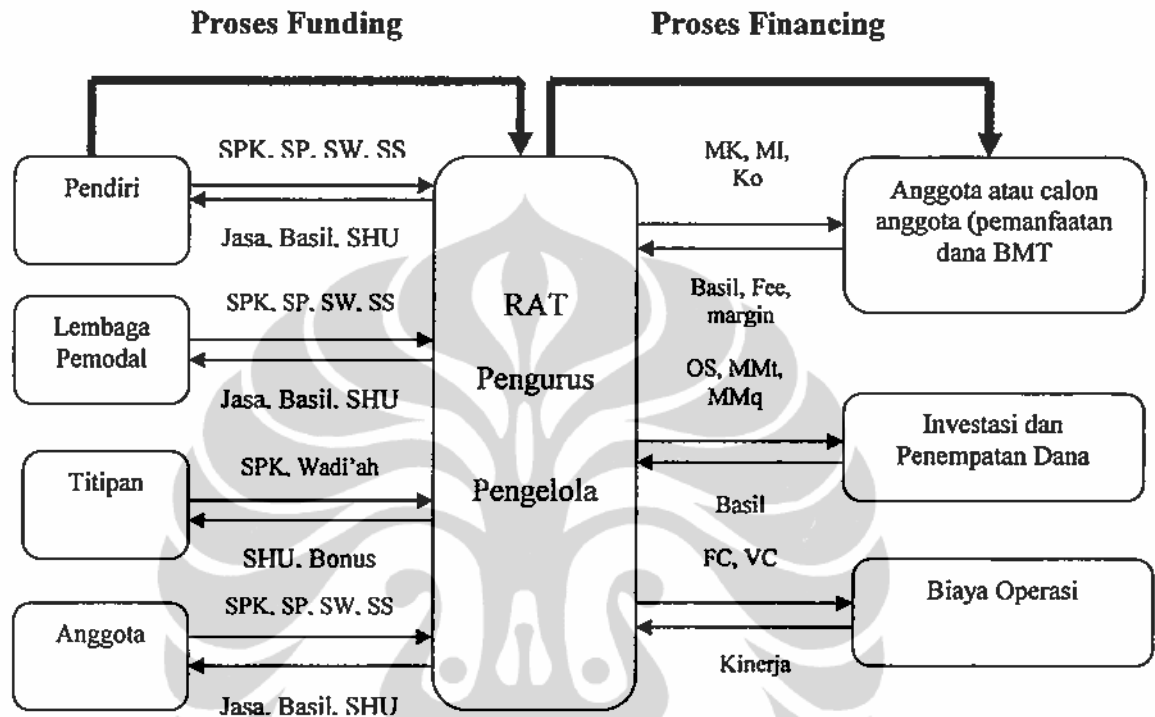 Proses Funding
Proses Financing
Pendiri
SPK, SP, SW, SS
Jasa, Basil, SHU
Lembaga
Pemodal
SPK, SP, SW, SS
Jasa, Basil, SHU
Titipan
SPK, Wadi'ah
SHU, Bonus
Anggota
SPK, SP, SW, SS
Jasa, Basil, SHU
RAT
Pengurus
Pengelola
MK, MI,
Ko
Basil, Fee,
margin
Anggota atau calon
anggota (pemanfaatan
dana BMT
OS, MMt,
MMq
Basil
Investasi dan
Penempatan Dana
FC, VC
Kinerja
Biaya Operasi